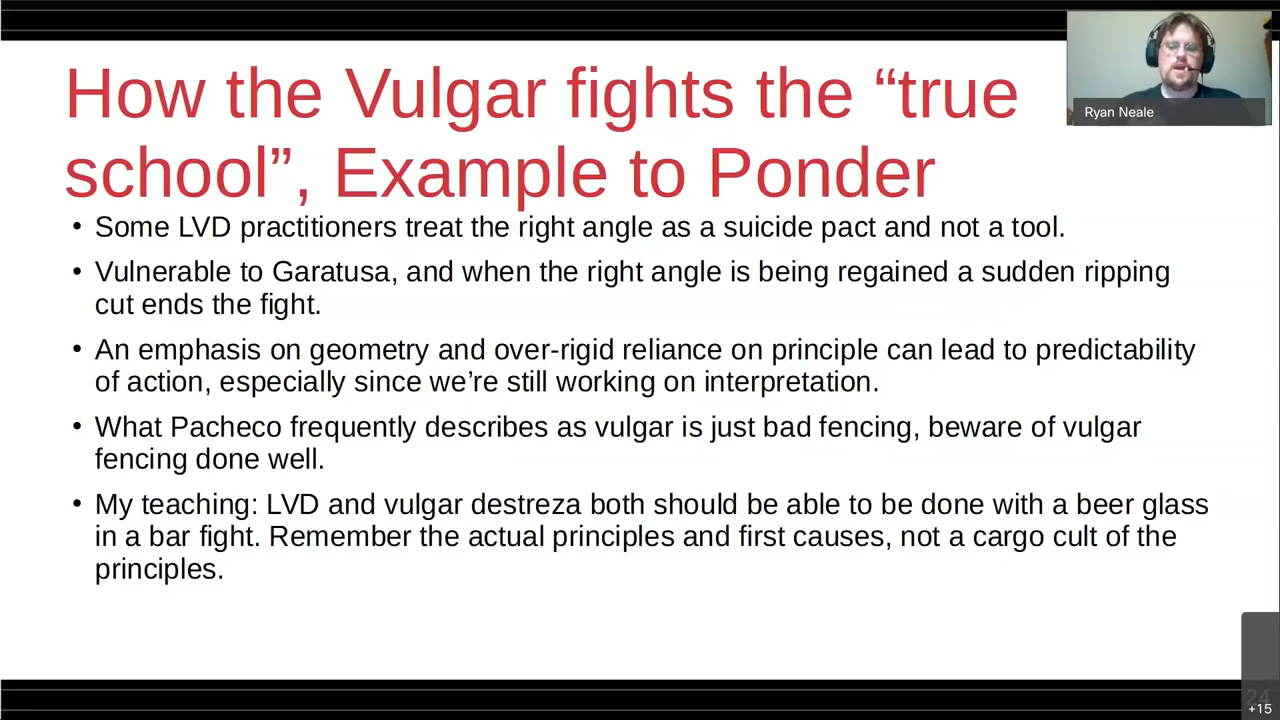 How the Vulgar fights the “true
school”, Example to Ponder
Ryan Neale
• Some LVD practitioners treat the right angle as a suicide pact and not a tool.
• Vulnerable to Garatusa, and when the right angle is being regained a sudden ripping
cut ends the fight.
• An emphasis on geometry and over-rigid reliance on principle can lead to predictability
of action, especially since we’re still working on interpretation.
• What Pacheco frequently describes as vulgar is just bad fencing, beware of vulgar
fencing done well.
• My teaching: LVD and vulgar destreza both should be able to be done with a beer glass
in a bar fight. Remember the actual principles and first causes, not a cargo cult of the
principles.
24
+15